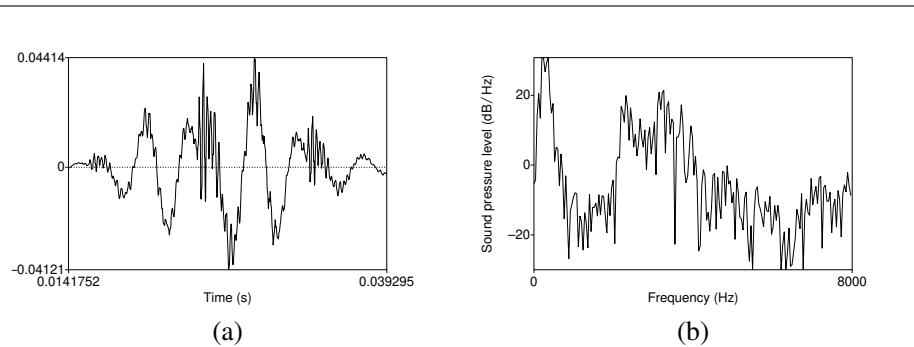 0.04414
0
−0.04121
0.0141752
0.039295
Time (s)
(a)
Sound pressure level (dB/Hz)
20
0
−20
0
8000
Frequency (Hz)
(b)